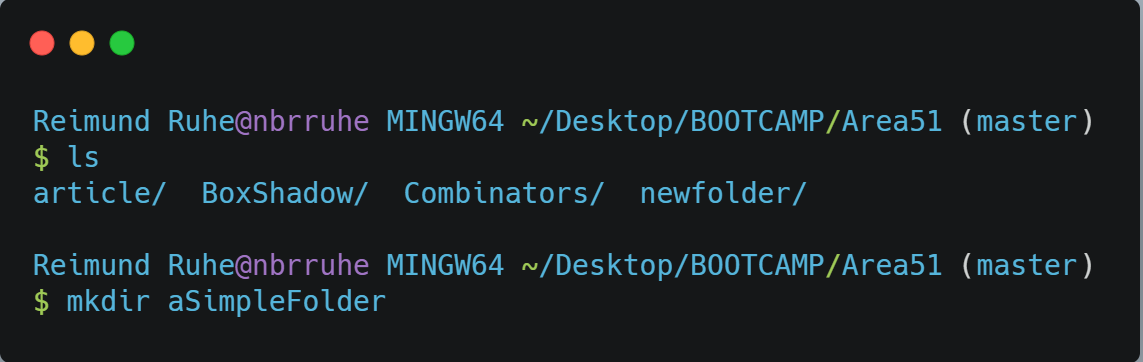 Reimund Ruhe@nbrruhe MINGW64 ~/Desktop/BOOTCAMP/Area51 (master)
$ ls
article/  BoxShadow/  Combinators/  newfolder/
Reimund Ruhe@nbrruhe MINGW64 ~/Desktop/BOOTCAMP/Area51 (master)
$ mkdir aSimpleFolder